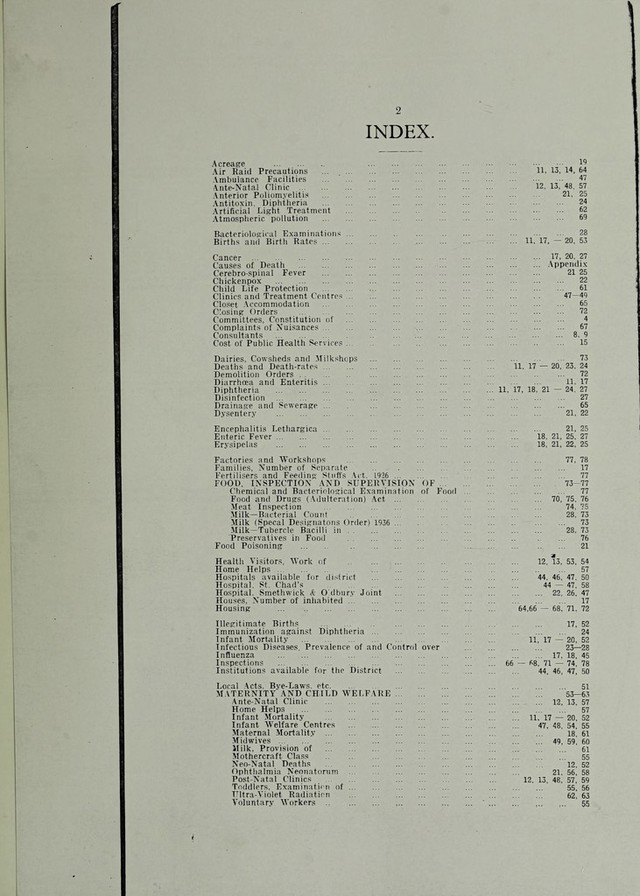 2
INDEX.
Acreage ... ... ... ... 19
Air Raid Precautions ... ... 11, 13, 14, 64
Ambulance Facilities ... ... 47
Ante-Natal Clinic ... ... 12, 13, 48, 57
Anterior Poliomyelitis ... ... 21, 25
Antitoxin, Diphtheria ... ... 24
Artificial Light Treatment ... ... 62
Atmospheric pollution ... ... 69
Bacteriological Examinations ... ... 28
Births and Birth Rates ... ... 11, 17, — 20, 53
Cancer ... ... 17, 20, 27
Causes of Death ... ... Appendix
Cerebro-spinal Fever ... ... 21 25
Chickenpox ... ... 22
Child Life Protection ... ... 61
Clinics and Treatment Centres ... ... 47—49
Closet Accommodation ... ... 65
Closing Orders ... ... 72
Committees, Constitution of ... ... 4
Complaints of Nuisances ... ... 67
Consultants ... ... 8, 9
Cost of Public Health Services ... ... 15
Dairies, Cowsheds and Milkshops ... ... 73
Deaths and Death-rates ... ... 11, 17 — 20, 23, 24
Demolition Orders ... ... 72
Diarrhœa and Enteritis ... ... 11, 17
Diphtheria ... ... 11, 17, 18, 21 — 24, 27
Disinfection ... ... 27
Drainage and Sewerage ... ... 65
Dysentery ... ... 21, 22
Encephalitis Lethargica ... ... 21, 25
Enteric Fever ... ... 18, 21, 25, 27
Erysipelas ... ... 18, 21, 22, 25
Factories and Workshops ... ... 77, 78
Families, Number of Separate ... ... 17
Fertilisers and Feeding Stuffs Act, 1926 ... ... 77
FOOD, INSPECTION AND SUPERVISION OF ... ... 73—77
Chemical and Bacteriological Examination of Food ... ... 77
Food and Drugs (Adulteration) Act ... ... 70, 75, 76
Meat Inspection ... ... 74, 75
Milk—Bacterial Count ... ... 28, 73
Milk (Specal Designatons Order) 1936 ... ... 73
Milk—Tubercle Bacilli in ... ... 28, 73
Preservatives in Food ... ... 76
Food Poisoning ... ... 21
Health Visitors, Work of ... ... 12, 13, 53, 54
Home Helps ... ... 57
Hospitals available for district ... ... 44, 46, 47, 50
Hospital, St. Chad's ... ... 44 — 47, 58
Hospital, Smethwick & O'dbury Joint ... ... 22, 26, 47
Houses, Number of inhabited ... ... 17
Housing ... ... 64,66 — 68, 71, 72
Illegitimate Births ... ... 17, 52
Immunization against Diphtheria ... ... 24
Infant Mortality ... ... 11, 17 — 20, 52
Infectious Diseases, Prevalence of and Control over ... ... 23—28
Influenza ... ... 17, 18, 45
Inspections ... ... 66 — 68, 71 — 74, 78
Institutions available for the District ... ... 44, 46, 47, 50
Local Acts, Bye-Laws, etc. ... ... 51
MATERNITY AND CHILD WELFARE ... ... 53—63
Ante-Natal Clinic ... ... 12, 13, 57
Home Helps ... ... 57
Infant Mortality ... ... 11, 17 — 20, 52
Infant Welfare Centres ... ... 47, 48, 54, 55
Maternal Mortality ... ... 18, 61
Midwives ... ... 49, 59, 60
Milk, Provision of ... ... 61
Mothercraft Class ... ... 55
Neo-Natal Deaths ... ... 12, 52
Ophthalmia Neonatorum ... ... 21, 56, 58
Post-Natal Clinics ... ... 12, 13, 48, 57, 59
Toddlers, Examination of ... ... 55, 56
Ultra-Violet Radiation ... ... 62, 63
Voluntary Workers ... ... 55